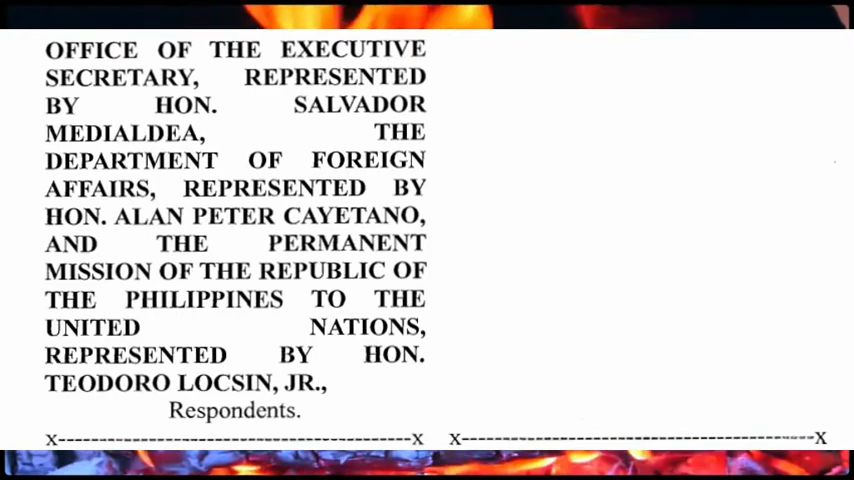 OFFICE OF THE EXECUTIVE
SECRETARY, REPRESENTED
BY HON. SALVADOR
MEDIALDEA, THE
DEPARTMENT OF FOREIGN
AFFAIRS, REPRESENTED BY
HON. ALAN PETER CAYETANO,
AND THE PERMANENT
MISSION OF THE REPUBLIC OF
THE PHILIPPINES TO THE
UNITED NATIONS,
REPRESENTED BY HON.
TEODORO LOCSIN, JR.,
Respondents.
x---------------------------------------------------x x---------------------------------------------------x